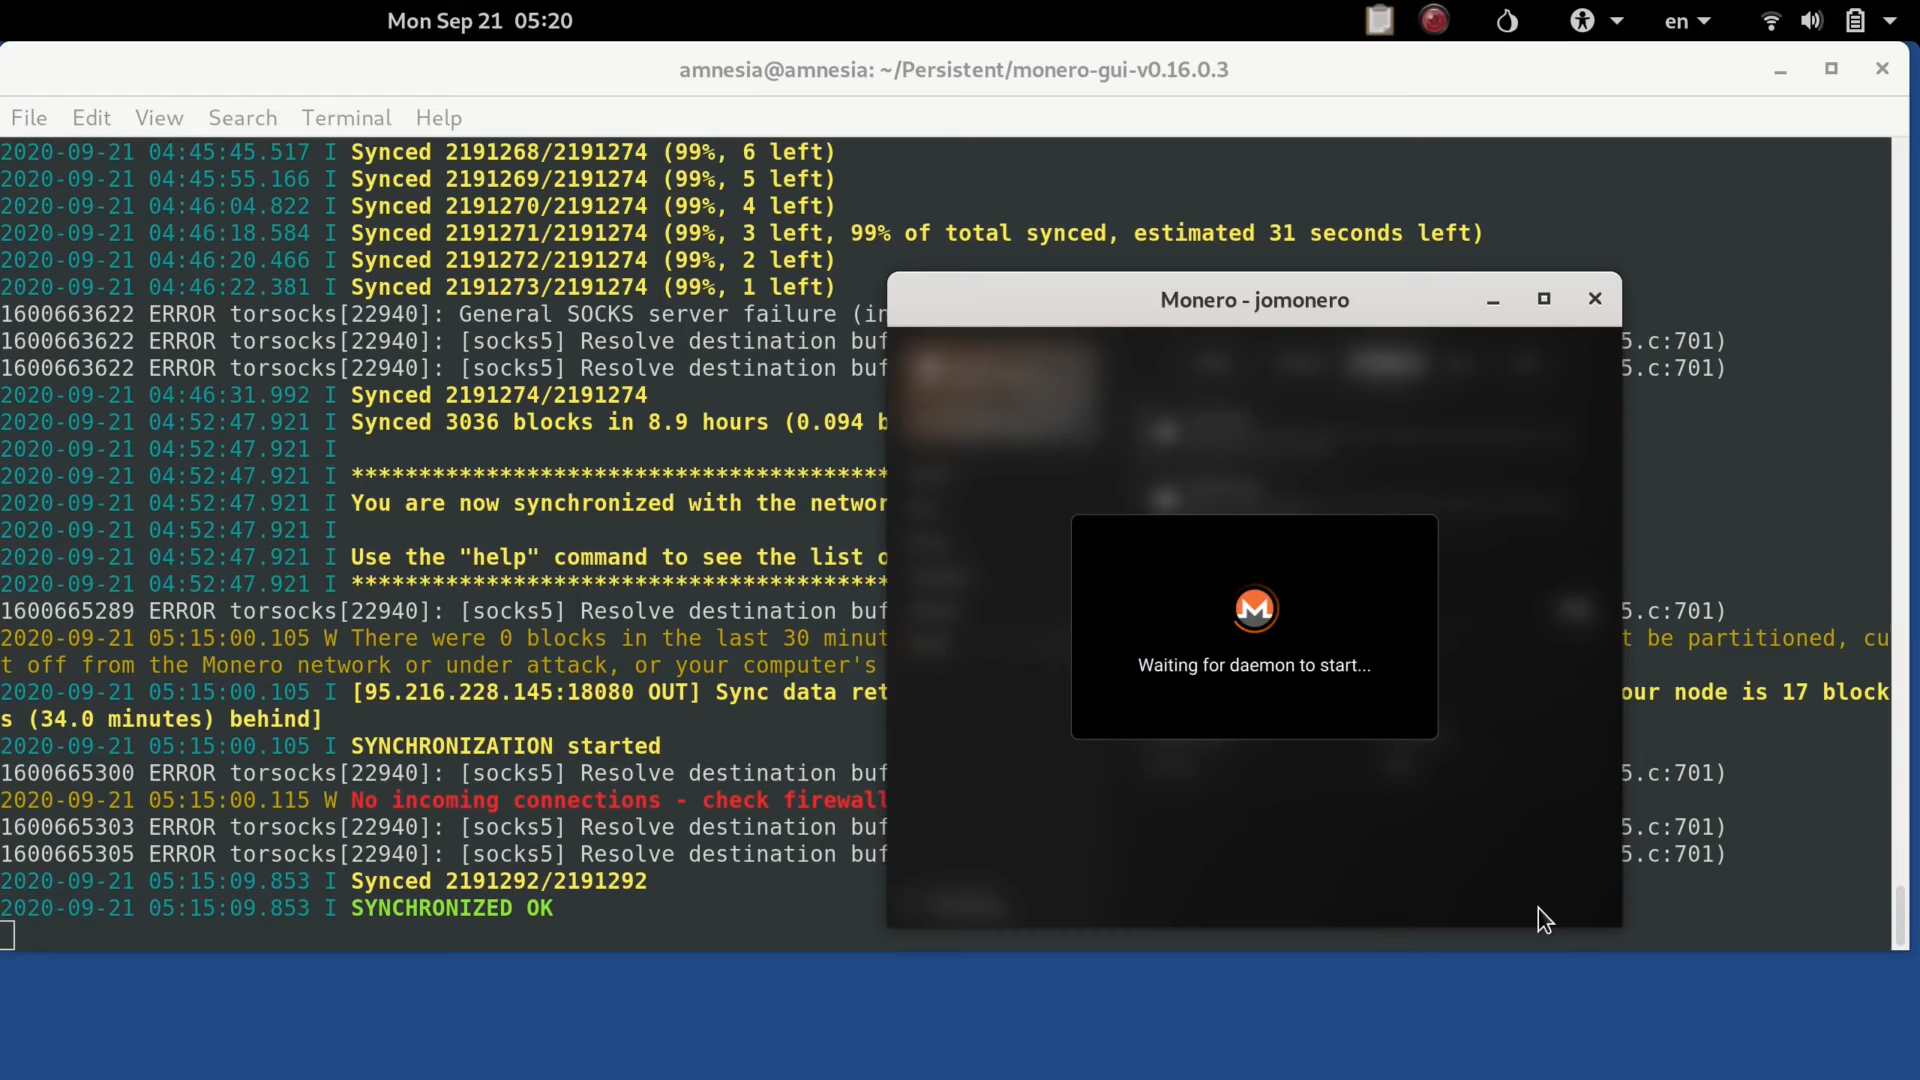 Mon Sep 21 05:20
en
amnesia@amnesia: ~/Persistent/monero-gui-v0.16.0.3
File Edit View Search Terminal Help
2020-09-21 04:45:45.517 I Synced 2191268/2191274 (99%, 6 left)
2020-09-21 04:45:55.166 I Synced 2191269/2191274 (99%, 5 left)
2020-09-21 04:46:04.822 I Synced 2191270/2191274 (99%, 4 left)
2020-09-21 04:46:18.584 I Synced 2191271/2191274 (99%, 3 left, 99% of total synced, estimated 31 seconds left)
2020-09-21 04:46:20.466 I Synced 2191272/2191274 (99%, 2 left)
2020-09-21 04:46:22.381 I Synced 2191273/2191274 (99%, 1 left)
1600663622 ERROR torsocks[22940]: General SOCKS server failure (in
1600663622 ERROR torsocks[22940]: [socks5] Resolve destination buf 5.c:701)
1600663622 ERROR torsocks[22940]: [socks5] Resolve destination buf 5.c:701)
2020-09-21 04:46:31.992 I Synced 2191274/2191274
2020-09-21 04:52:47.921 I Synced 3036 blocks in 8.9 hours (0.094 b
2020-09-21 04:52:47.921 I
2020-09-21 04:52:47.921 I ****************************************
2020-09-21 04:52:47.921 I You are now synchronized with the networ
2020-09-21 04:52:47.921 I
2020-09-21 04:52:47.921 I Use the "help" command to see the list o
2020-09-21 04:52:47.921 I ****************************************
1600665289 ERROR torsocks[22940]: [socks5] Resolve destination buf 5.c:701)
2020-09-21 05:15:00.105 W There were 0 blocks in the last 30 minut t be partitioned, cu
t off from the Monero network or under attack, or your computer's
2020-09-21 05:15:00.105 I [95.216.228.145:18080 OUT] Sync data ret our node is 17 block
s (34.0 minutes) behind]
2020-09-21 05:15:00.105 I SYNCHRONIZATION started
1600665300 ERROR torsocks[22940]: [socks5] Resolve destination buf 5.c:701)
2020-09-21 05:15:00.115 W No incoming connections - check firewall
1600665303 ERROR torsocks[22940]: [socks5] Resolve destination buf 5.c:701)
1600665305 ERROR torsocks[22940]: [socks5] Resolve destination buf 5.c:701)
2020-09-21 05:15:09.853 I Synced 2191292/2191292
2020-09-21 05:15:09.853 I SYNCHRONIZED OK
Monero - jomonero
Waiting for daemon to start...